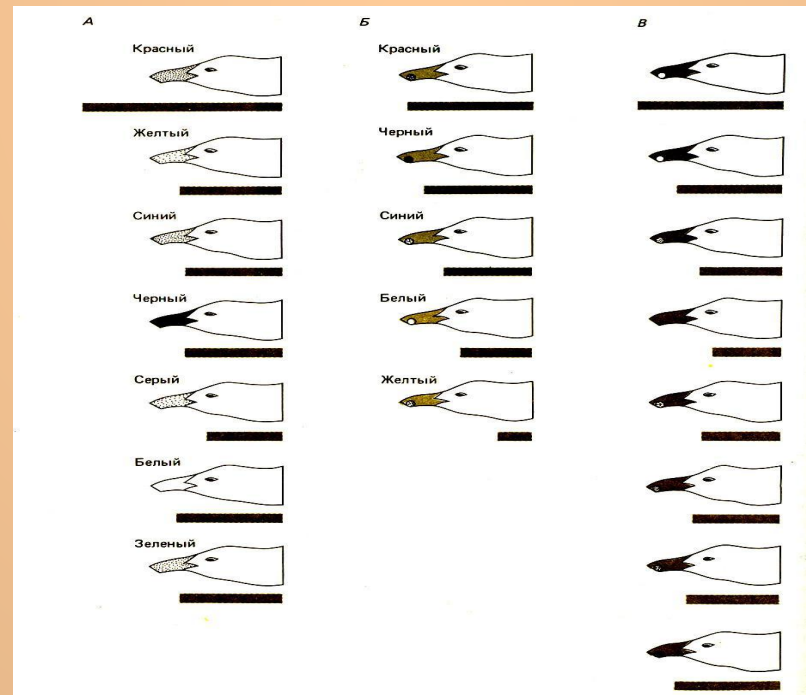 А
Б
В
Красный
Желтый
Синий
Черный
Серый
Белый
Зеленый
Красный
Черный
Синий
Белый
Желтый